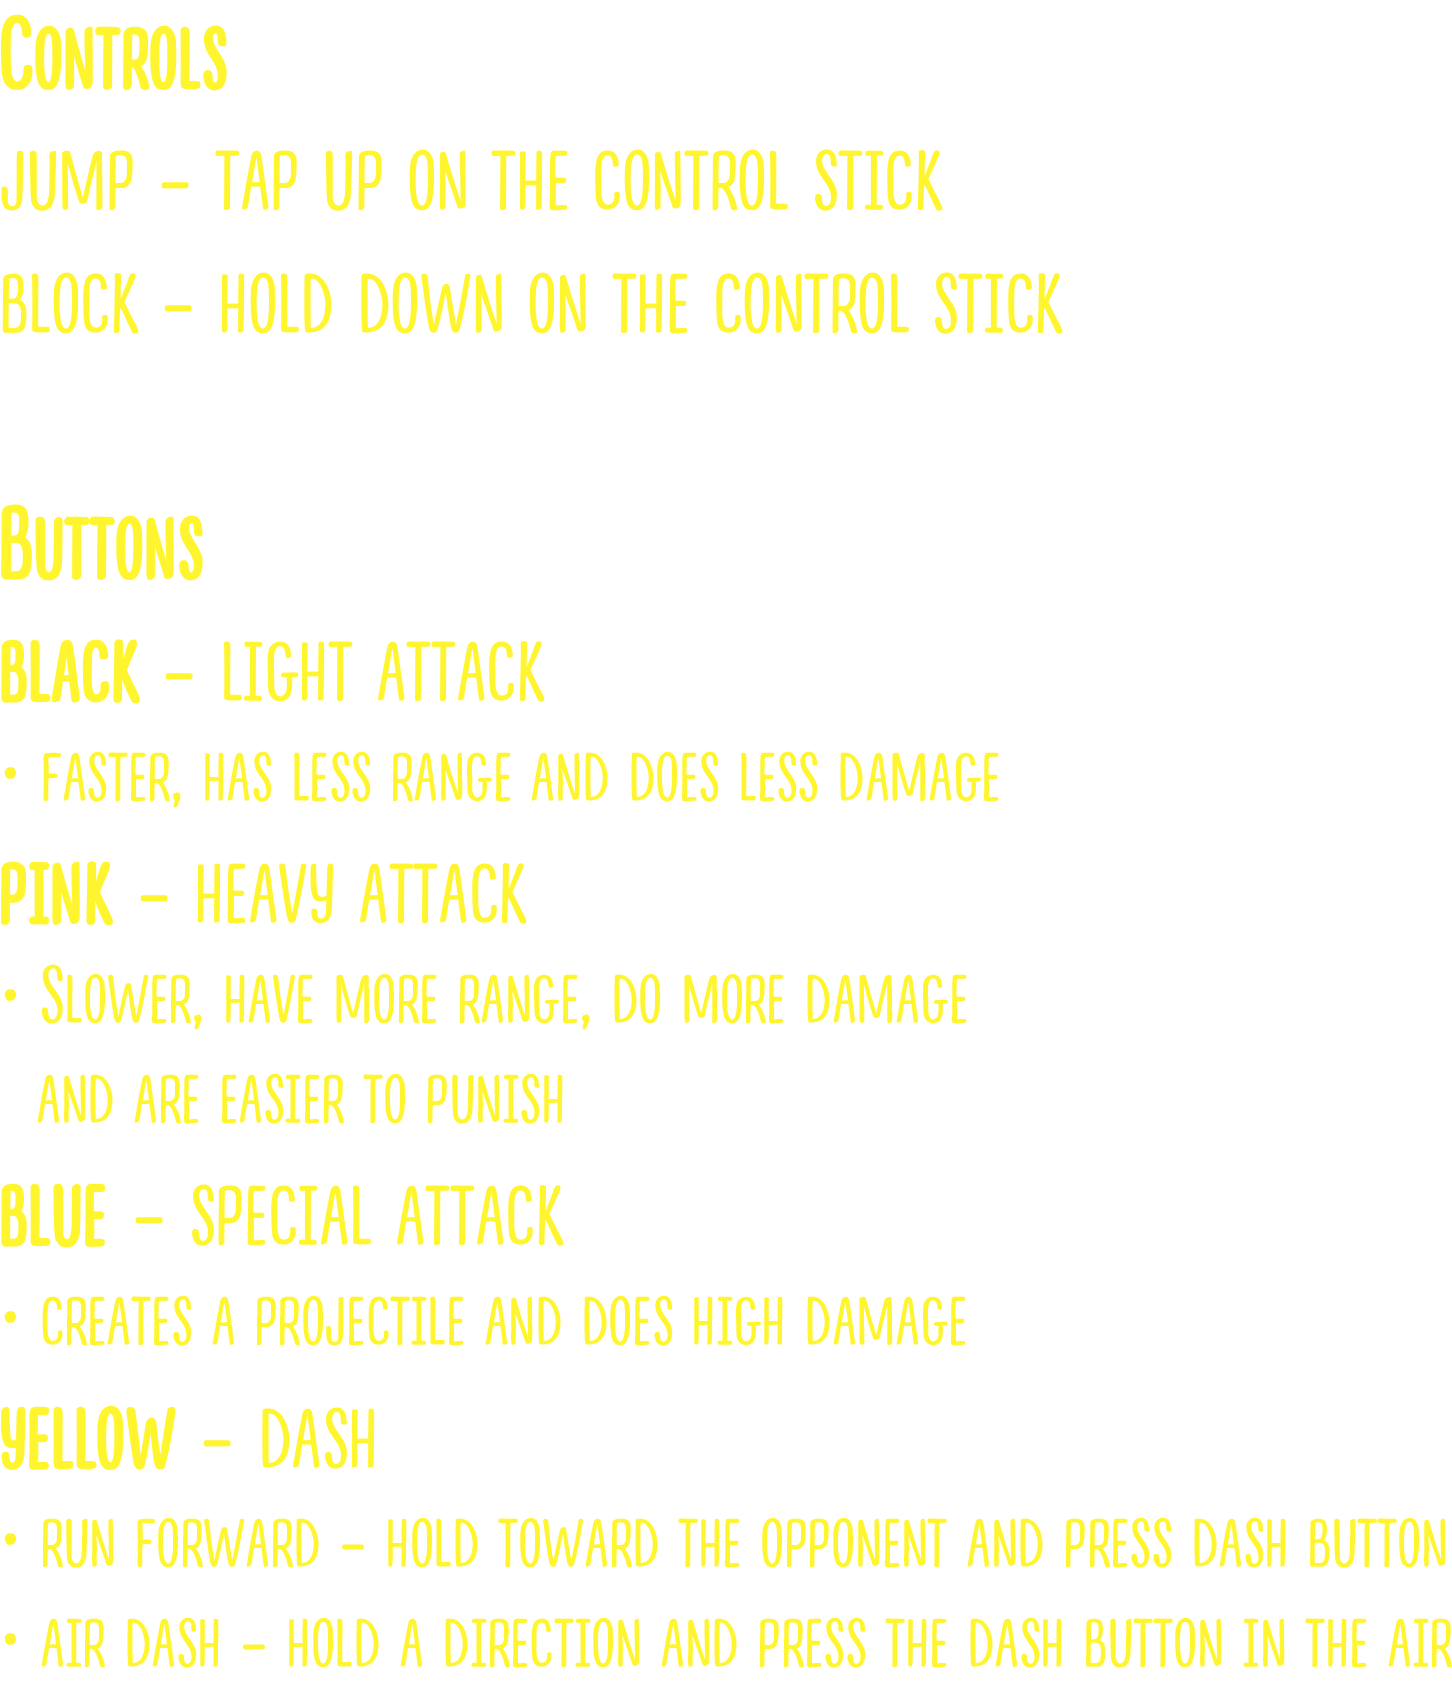 Controls
JUMP – TAP UP ON THE CONTROL STICK
BLOCK – HOLD DOWN ON THE CONTROL STICK
Buttons
BLACK – LIGHT ATTACK
• FASTER, HAS LESS RANGE AND DOES LESS DAMAGE
PINK – HEAVY ATTACK
• Slower, HAVE MORE RANGE, DO MORE DAMAGE
AND ARE EASIER TO PUNISH
BLUE – SPECIAL ATTACK
• CREATES A PROJECTILE AND DOES HIGH DAMAGE
YELLOW – DASH
• RUN FORWARD – HOLD TOWARD THE OPPONENT AND PRESS DASH BUTTON
• AIR DASH – HOLD A DIRECTION AND PRESS THE DASH BUTTON IN THE AIR